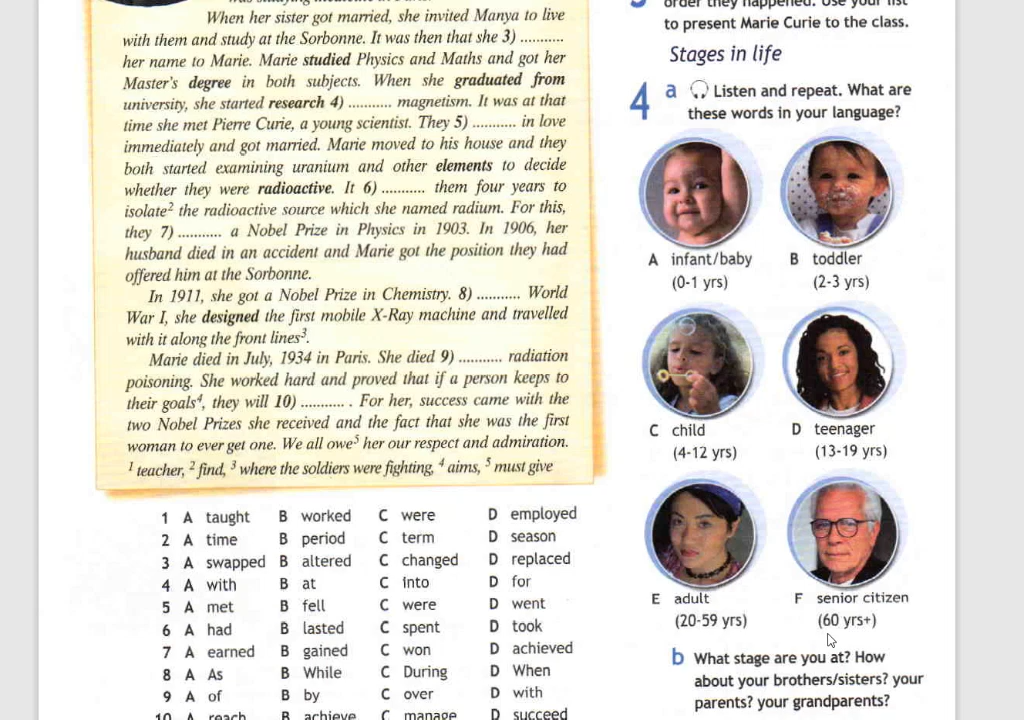 When her sister got married, she invited Manya to live
with them and study at the Sorbonne. It was then that she 3) ...........
her name to Marie. Marie studied Physics and Maths and got her
Master's degree in both subjects. When she graduated from
university, she started research 4) ........... magnetism. It was at that
time she met Pierre Curie, a young scientist. They 5) ........... in love
immediately and got married. Marie moved to his house and they
both started examining uranium and other elements to decide
whether they were radioactive. It 6) ........... them four years to
isolate² the radioactive source which she named radium. For this,
they 7) ........... a Nobel Prize in Physics in 1903. In 1906, her
husband died in an accident and Marie got the position they had
offered him at the Sorbonne.
In 1911, she got a Nobel Prize in Chemistry. 8) ........... World
War I, she designed the first mobile X-Ray machine and travelled
with it along the front lines³.
Marie died in July, 1934 in Paris. She died 9) ........... radiation
poisoning. She worked hard and proved that if a person keeps to
their goals⁴, they will 10) ........... . For her, success came with the
two Nobel Prizes she received and the fact that she was the first
woman to ever get one. We all owe⁵ her our respect and admiration.
¹ teacher, ² find, ³ where the soldiers were fighting, ⁴ aims, ⁵ must give
1 A taught B worked C were D employed
2 A time B period C term D season
3 A swapped B altered C changed D replaced
4 A with B at C into D for
5 A met B fell C were D went
6 A had B lasted C spent D took
7 A earned B gained C won D achieved
8 A As B While C During D When
9 A of B by C over D with
10 A reach B achieve C manage D succeed
order they happened. Use your list
to present Marie Curie to the class.
Stages in life
4 a Listen and repeat. What are
these words in your language?
A infant/baby
(0-1 yrs)
B toddler
(2-3 yrs)
C child
(4-12 yrs)
D teenager
(13-19 yrs)
E adult
(20-59 yrs)
F senior citizen
(60 yrs+)
b What stage are you at? How
about your brothers/sisters? your
parents? your grandparents?